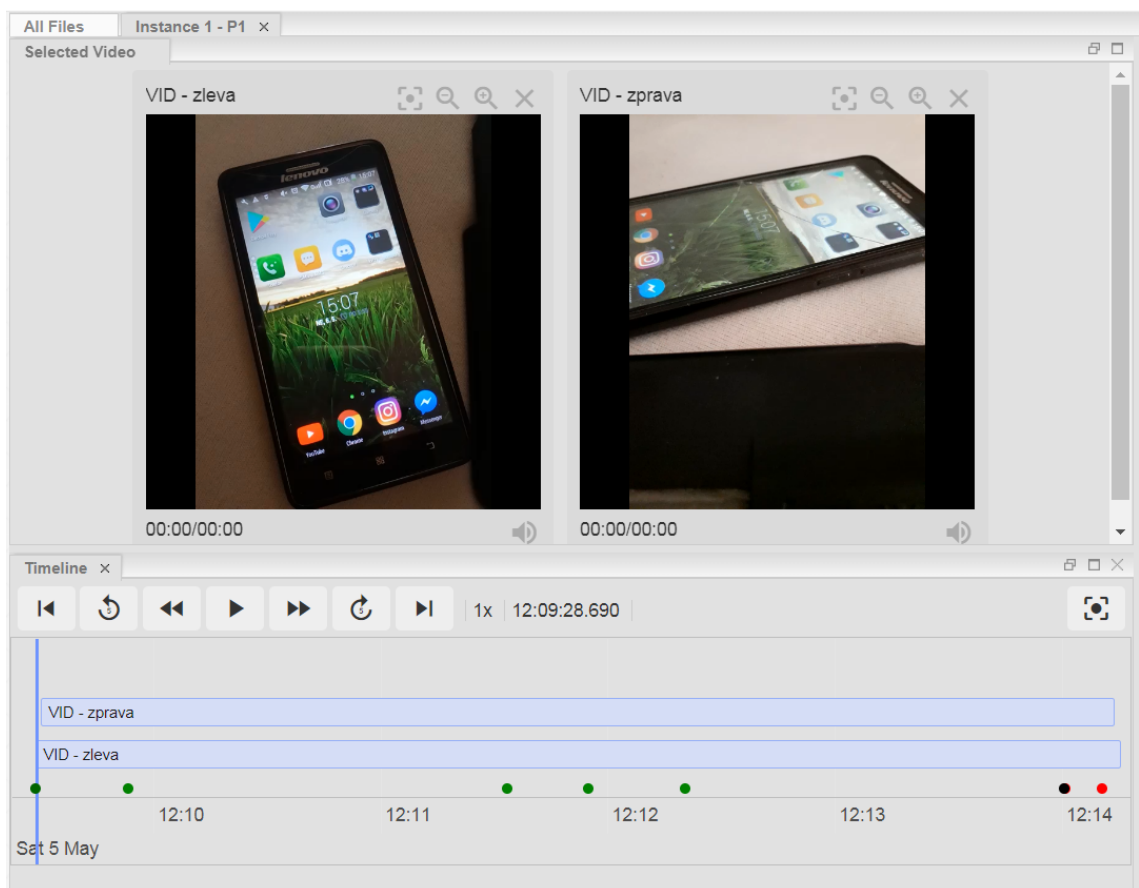 All Files
Instance 1 - P1
Selected Video
VID - zleva
VID - zprava
lenovo
15:07
15:07
YouTube
Chrome
Instagram
Messenger
00:00/00:00
00:00/00:00
Timeline
5
5
1x
12:09:28.690
VID - zprava
VID - zleva
12:10
12:11
12:12
12:13
12:14
Sat 5 May